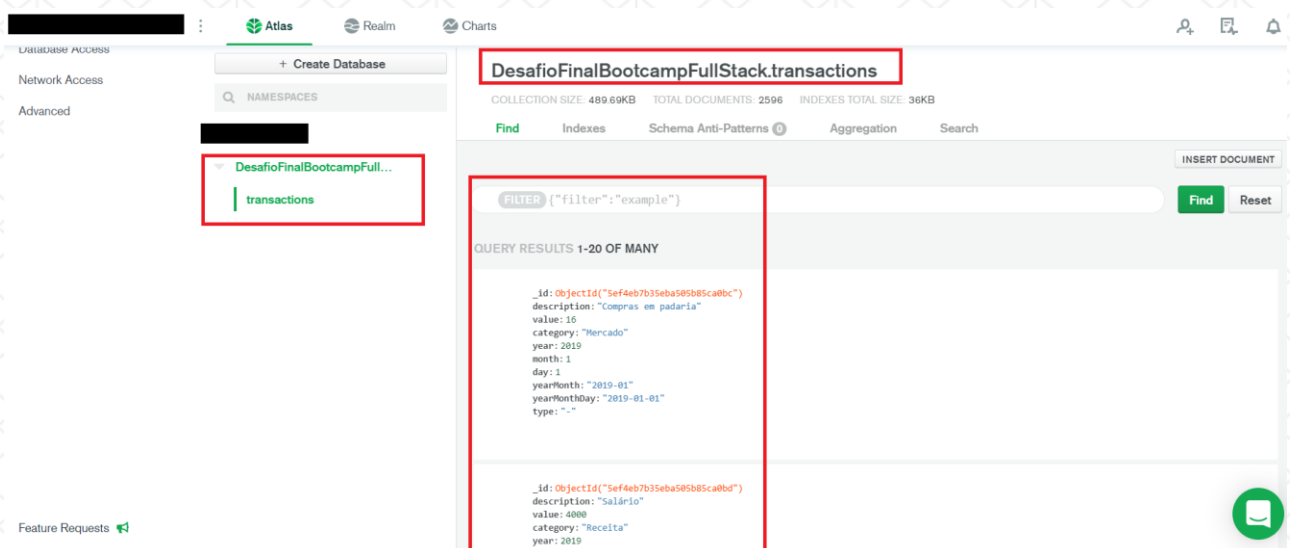 Atlas
Realm
Charts
Database Access
Network Access
Advanced
+ Create Database
NAMESPACES
DesafioFinalBootcampFull...
transactions
Feature Requests
DesafioFinalBootcampFullStack.transactions
COLLECTION SIZE: 489.69KB TOTAL DOCUMENTS: 2596 INDEXES TOTAL SIZE: 36KB
Find Indexes Schema Anti-Patterns 0 Aggregation Search
INSERT DOCUMENT
FILTER {"filter":"example"}
Find Reset
QUERY RESULTS 1-20 OF MANY
_id: ObjectId("5ef4eb7b35eba505b85ca0bc")
description: "Compras em padaria"
value: 16
category: "Mercado"
year: 2019
month: 1
day: 1
yearMonth: "2019-01"
yearMonthDay: "2019-01-01"
type: "-"
_id: ObjectId("5ef4eb7b35eba505b85ca0bd")
description: "Salário"
value: 4000
category: "Receita"
year: 2019